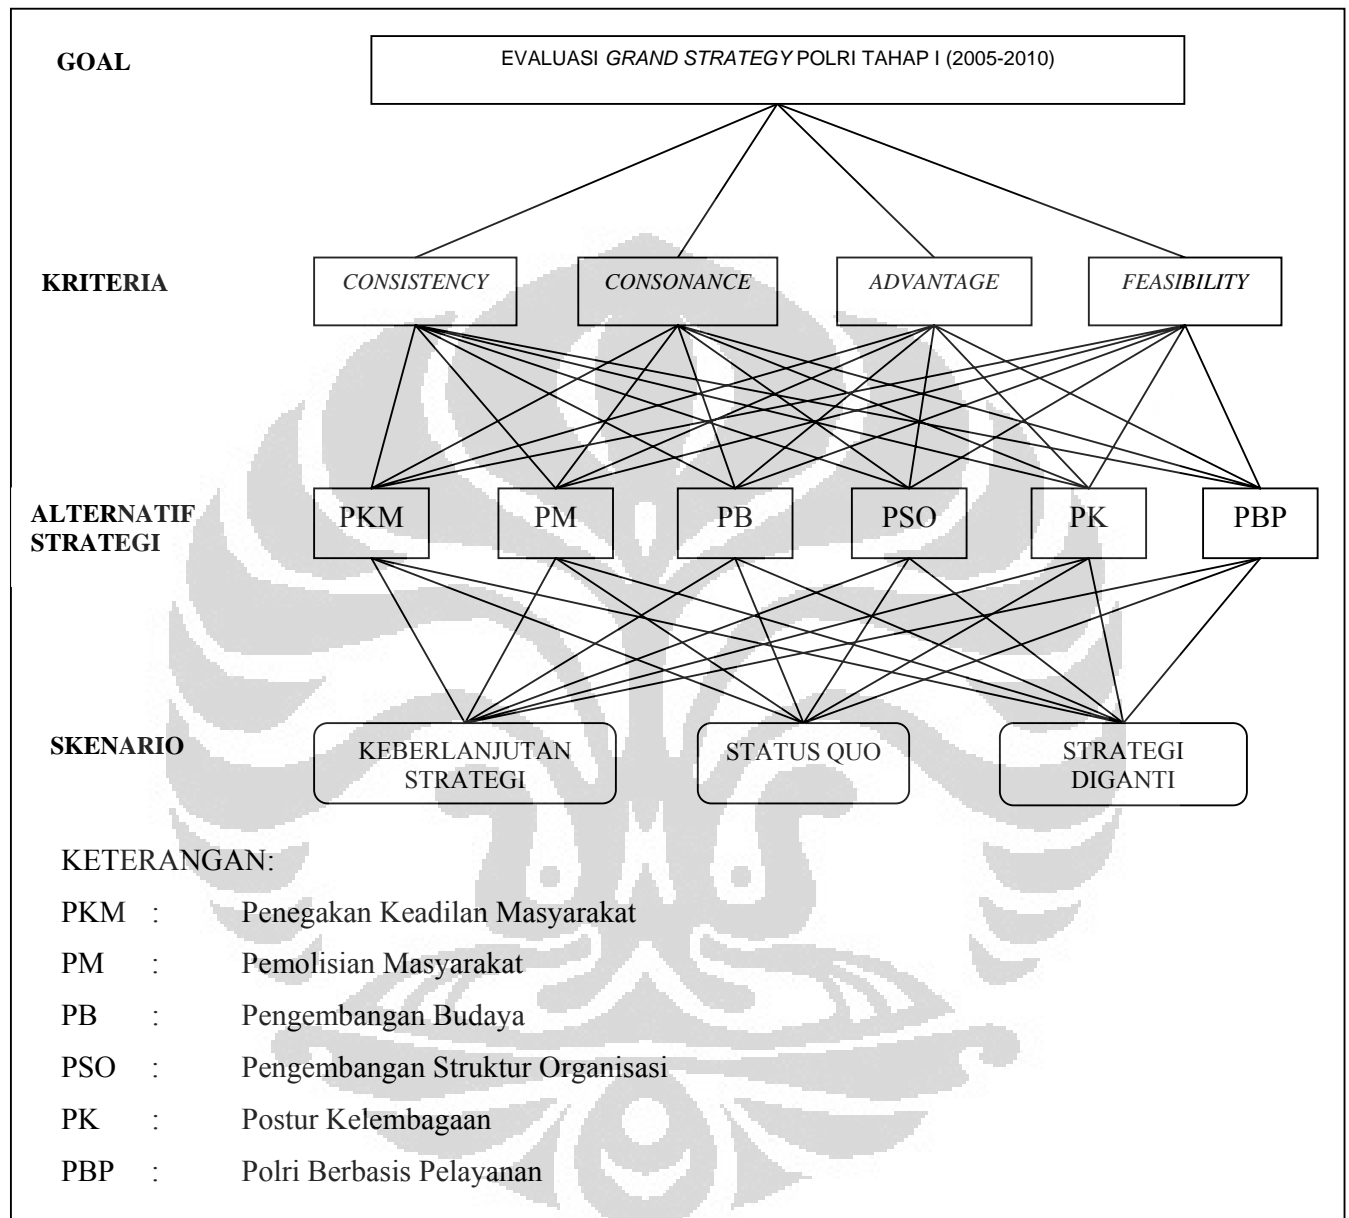 GOAL
EVALUASI GRAND STRATEGY POLRI TAHAP I (2005-2010)
KRITERIA
CONSISTENCY
CONSONANCE
ADVANTAGE
FEASIBILITY
ALTERNATIF
STRATEGI
PKM
PM
PB
PSO
PK
PBP
SKENARIO
KEBERLANJUTAN
STRATEGI
STATUS QUO
STRATEGI
DIGANTI
KETERANGAN:
PKM : Penegakan Keadilan Masyarakat
PM : Pemolisian Masyarakat
PB : Pengembangan Budaya
PSO : Pengembangan Struktur Organisasi
PK : Postur Kelembagaan
PBP : Polri Berbasis Pelayanan